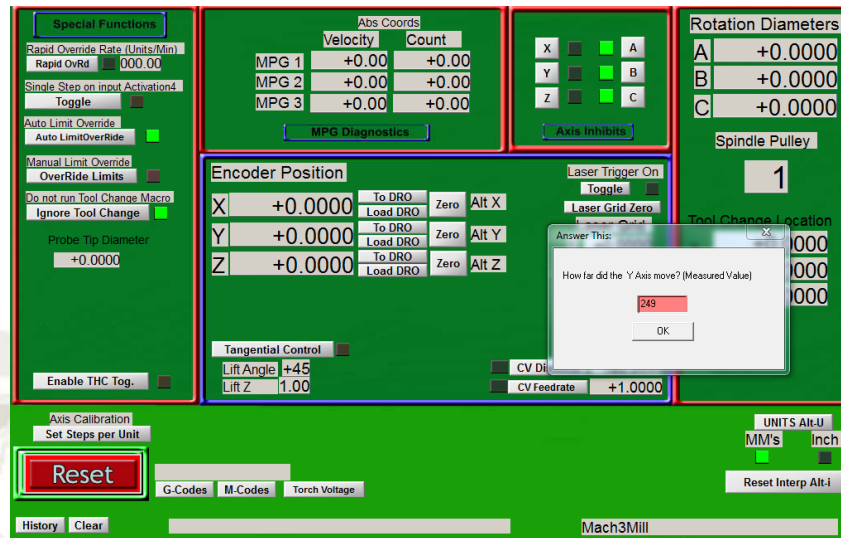 Special Functions
Rapid Override Rate (Units/Min)
Rapid OvRd 000.00
Single Step on input Activation4
Toggle
Auto Limit Override
Auto LimitOverRide
Manual Limit Override
OverRide Limits
Do not run Tool Change Macro
Ignore Tool Change
Probe Tip Diameter
+0.0000
Enable THC Tog.
Abs Coords
Velocity Count
MPG 1 +0.00 +0.00
MPG 2 +0.00 +0.00
MPG 3 +0.00 +0.00
MPG Diagnostics
X A
Y B
Z C
Axis Inhibits
Rotation Diameters
A +0.0000
B +0.0000
C +0.0000
Spindle Pulley
1
Tool Change Location
Encoder Position
X +0.0000 To DRO Load DRO Zero Alt X
Y +0.0000 To DRO Load DRO Zero Alt Y
Z +0.0000 To DRO Load DRO Zero Alt Z
Laser Trigger On
Toggle
Laser Grid Zero
Answer This:
How far did the Y Axis move? (Measured Value)
249
OK
Tangential Control
Lift Angle +45
Lift Z 1.00
CV Feedrate +1.0000
Axis Calibration
Set Steps per Unit
Reset
G-Codes M-Codes Torch Voltage
UNITS Alt-U
MM's Inch
Reset Interp Alt-i
History Clear
Mach3Mill